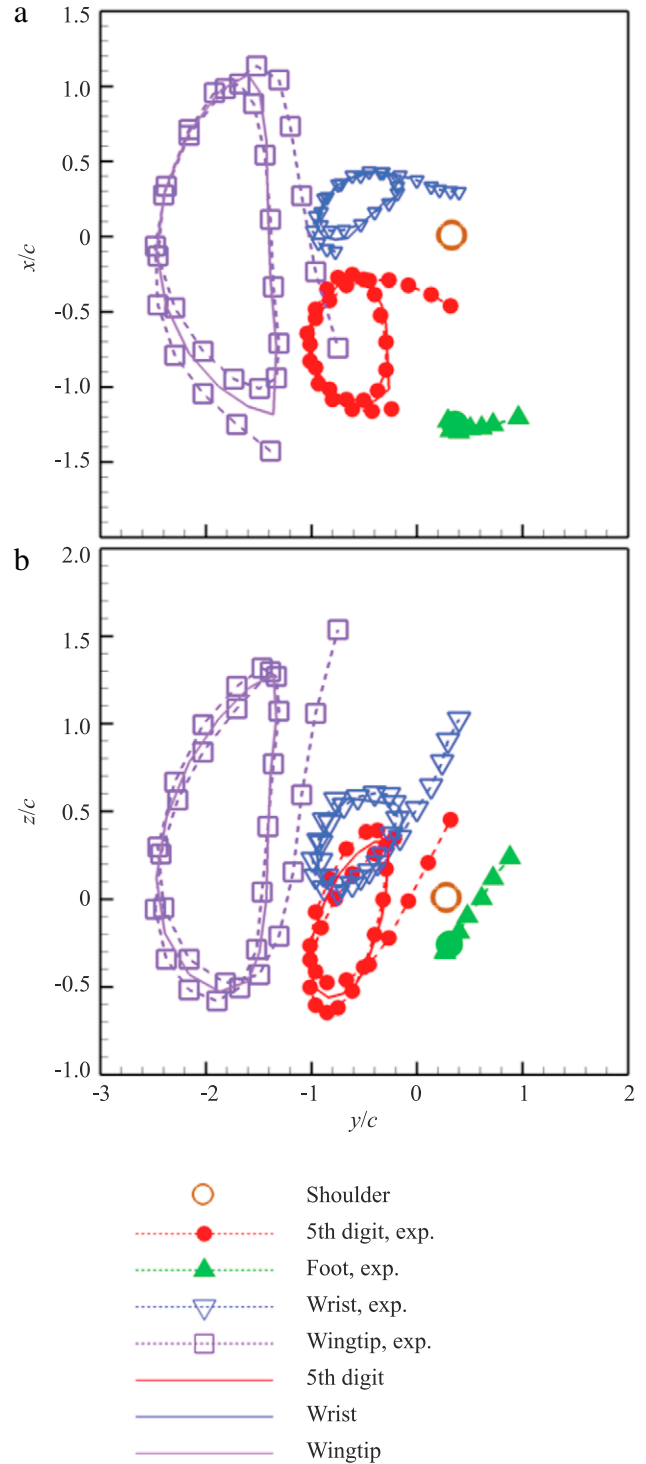 a
1.5
1.0
0.5
0
-0.5
-1.0
-1.5
x/c
b
2.0
1.5
1.0
0.5
0
-0.5
-1.0
z/c
-3 -2 -1 0 1 2
y/c
Shoulder
5th digit, exp.
Foot, exp.
Wrist, exp.
Wingtip, exp.
5th digit
Wrist
Wingtip